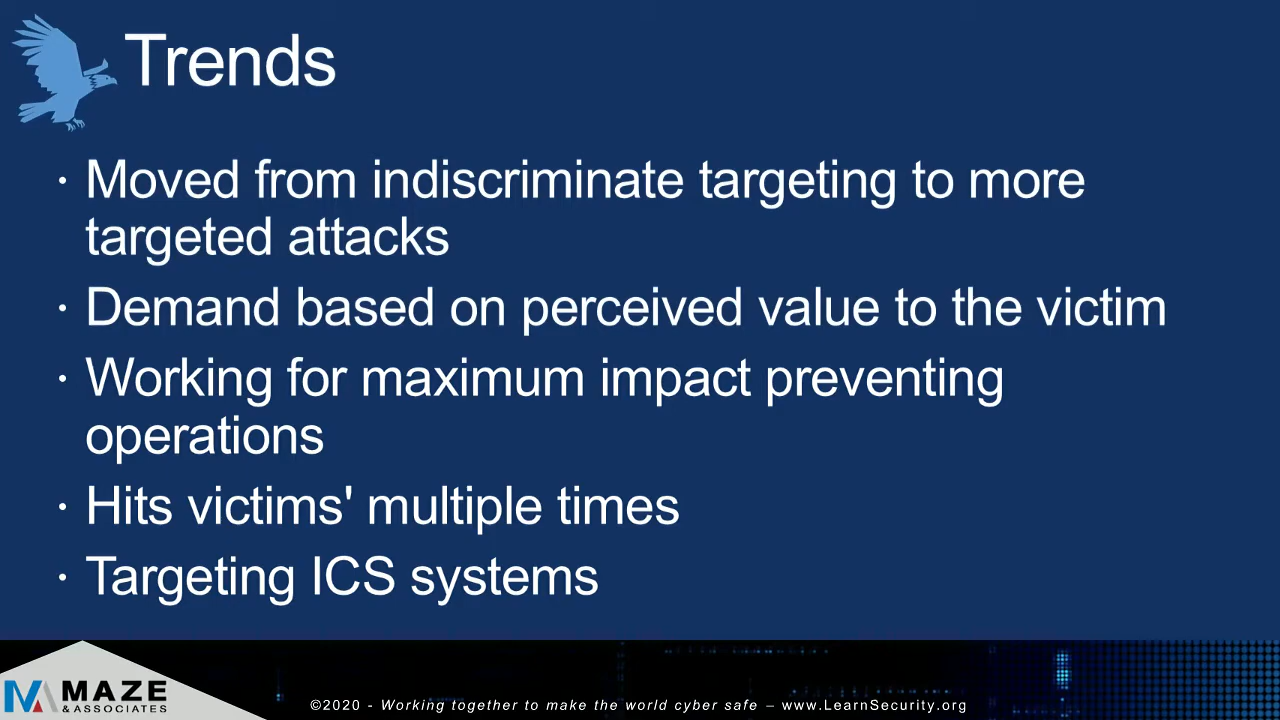 Trends
· Moved from indiscriminate targeting to more
targeted attacks
· Demand based on perceived value to the victim
· Working for maximum impact preventing
operations
· Hits victims' multiple times
· Targeting ICS systems
MAZE
& ASSOCIATES
©2020 - Working together to make the world cyber safe – www.LearnSecurity.org